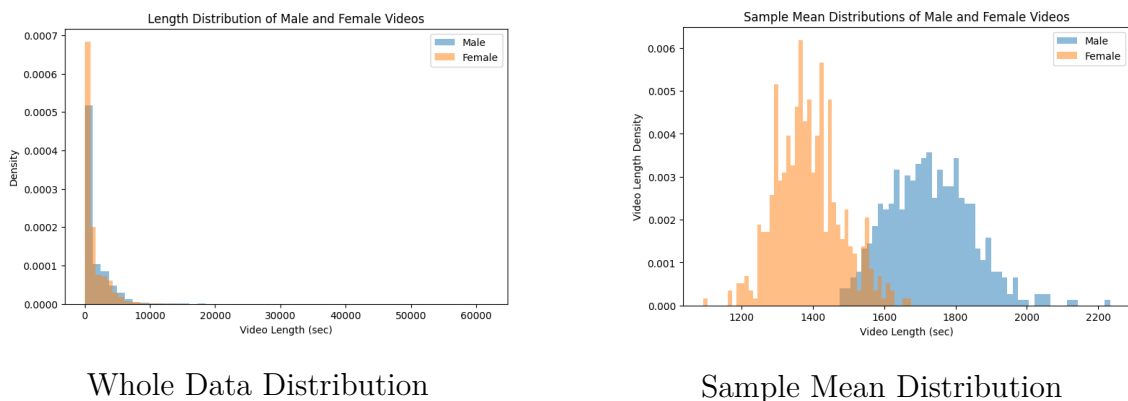 Length Distribution of Male and Female Videos
Male
Female
0.0007
0.0006
0.0005
0.0004
0.0003
0.0002
0.0001
0.0000
Density
0
10000
20000
30000
40000
50000
60000
Video Length (sec)
Whole Data Distribution
Sample Mean Distributions of Male and Female Videos
Male
Female
0.006
0.005
0.004
0.003
0.002
0.001
0.000
Video Length Density
1200
1400
1600
1800
2000
2200
Video Length (sec)
Sample Mean Distribution